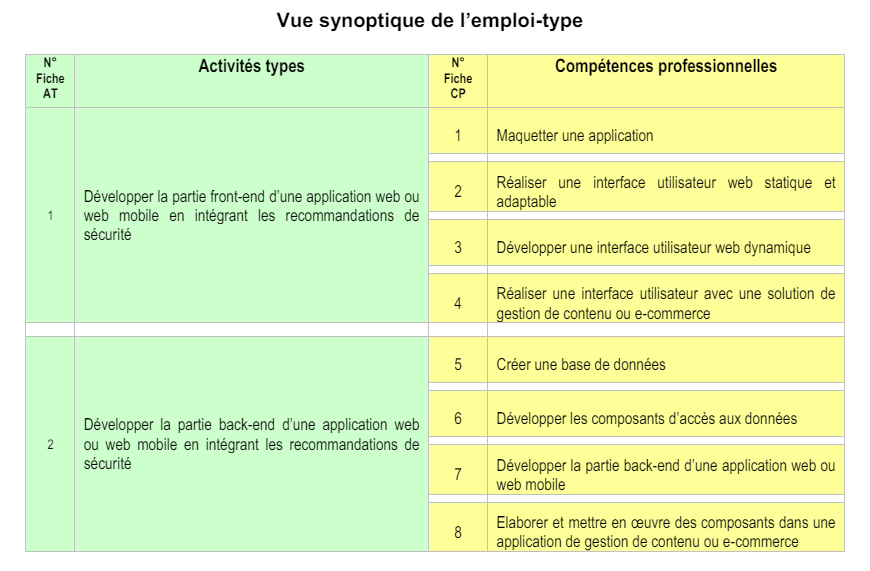 Vue synoptique de l’emploi-type
N°
Fiche
AT
Activités types
N°
Fiche
CP
Compétences professionnelles
1
Développer la partie front-end d’une application web ou
web mobile en intégrant les recommandations de
sécurité
1
Maquetter une application
2
Réaliser une interface utilisateur web statique et
adaptable
3
Développer une interface utilisateur web dynamique
4
Réaliser une interface utilisateur avec une solution de
gestion de contenu ou e-commerce
2
Développer la partie back-end d’une application web
ou web mobile en intégrant les recommandations de
sécurité
5
Créer une base de données
6
Développer les composants d’accès aux données
7
Développer la partie back-end d’une application web ou
web mobile
8
Elaborer et mettre en œuvre des composants dans une
application de gestion de contenu ou e-commerce